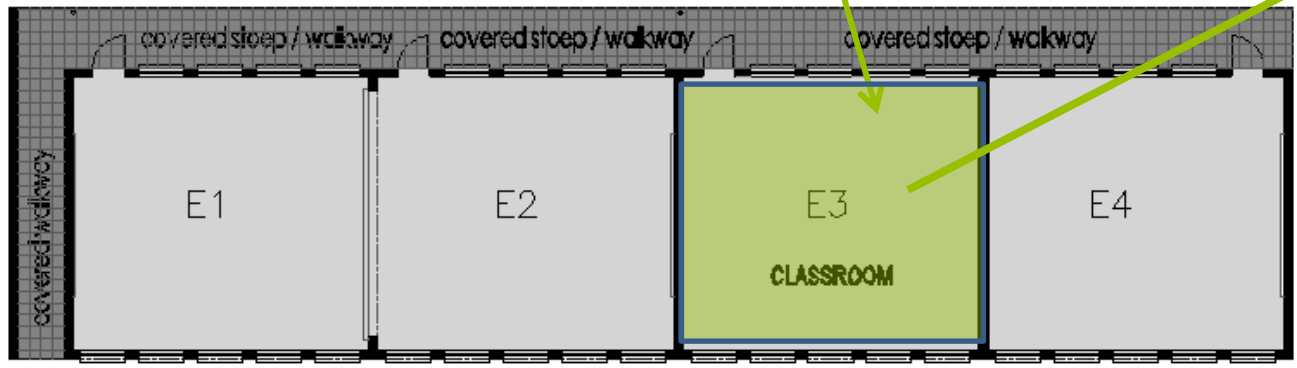 covered stoep / walkway covered stoep / walkway covered stoep / walkway
covered walkway
E1 E2 E3 E4
CLASSROOM